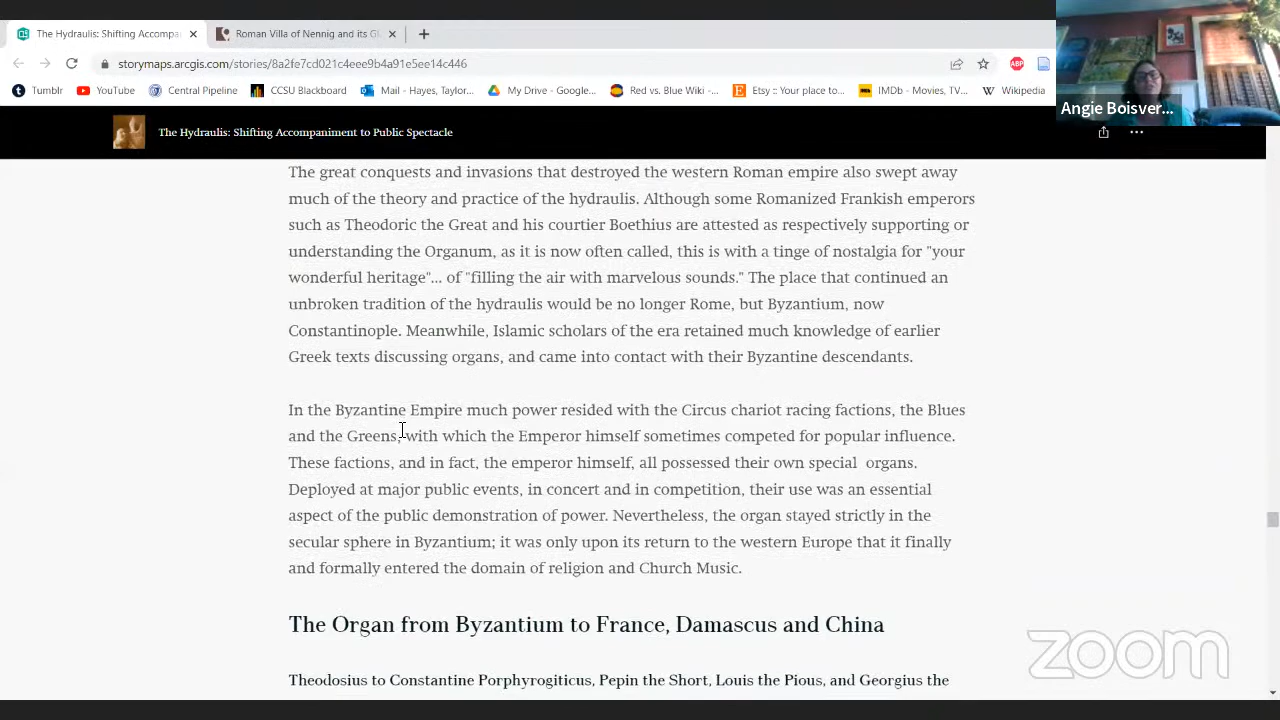 The Hydraulis: Shifting Accompa
Roman Villa of Nennig and its Gl
storymaps.arcgis.com/stories/8a2fe7cd021c4eee9b4a91e5ee14c446
ABP
Tumblr
YouTube
Central Pipeline
CCSU Blackboard
Mail - Hayes, Taylor...
My Drive - Google...
Red vs. Blue Wiki -...
Etsy :: Your place to...
IMDb - Movies, TV...
Wikipedia
Angie Boisver...
The Hydraulis: Shifting Accompaniment to Public Spectacle
The great conquests and invasions that destroyed the western Roman empire also swept away
much of the theory and practice of the hydraulis. Although some Romanized Frankish emperors
such as Theodoric the Great and his courtier Boethius are attested as respectively supporting or
understanding the Organum, as it is now often called, this is with a tinge of nostalgia for "your
wonderful heritage"... of "filling the air with marvelous sounds." The place that continued an
unbroken tradition of the hydraulis would be no longer Rome, but Byzantium, now
Constantinople. Meanwhile, Islamic scholars of the era retained much knowledge of earlier
Greek texts discussing organs, and came into contact with their Byzantine descendants.
In the Byzantine Empire much power resided with the Circus chariot racing factions, the Blues
and the Greens, with which the Emperor himself sometimes competed for popular influence.
These factions, and in fact, the emperor himself, all possessed their own special organs.
Deployed at major public events, in concert and in competition, their use was an essential
aspect of the public demonstration of power. Nevertheless, the organ stayed strictly in the
secular sphere in Byzantium; it was only upon its return to the western Europe that it finally
and formally entered the domain of religion and Church Music.
The Organ from Byzantium to France, Damascus and China
Theodosius to Constantine Porphyrogiticus, Pepin the Short, Louis the Pious, and Georgius the
zoom